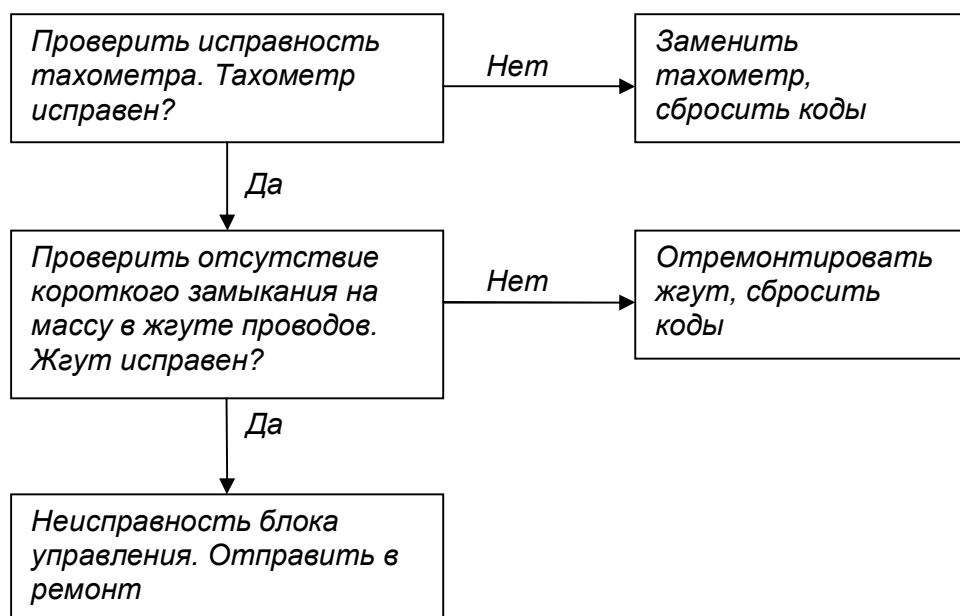 Проверить исправность
тахометра. Тахометр
исправен?
Нет
Заменить
тахометр,
сбросить коды
Да
Проверить отсутствие
короткого замыкания на
массу в жгуте проводов.
Жгут исправен?
Нет
Отремонтировать
жгут, сбросить
коды
Да
Неисправность блока
управления. Отправить в
ремонт